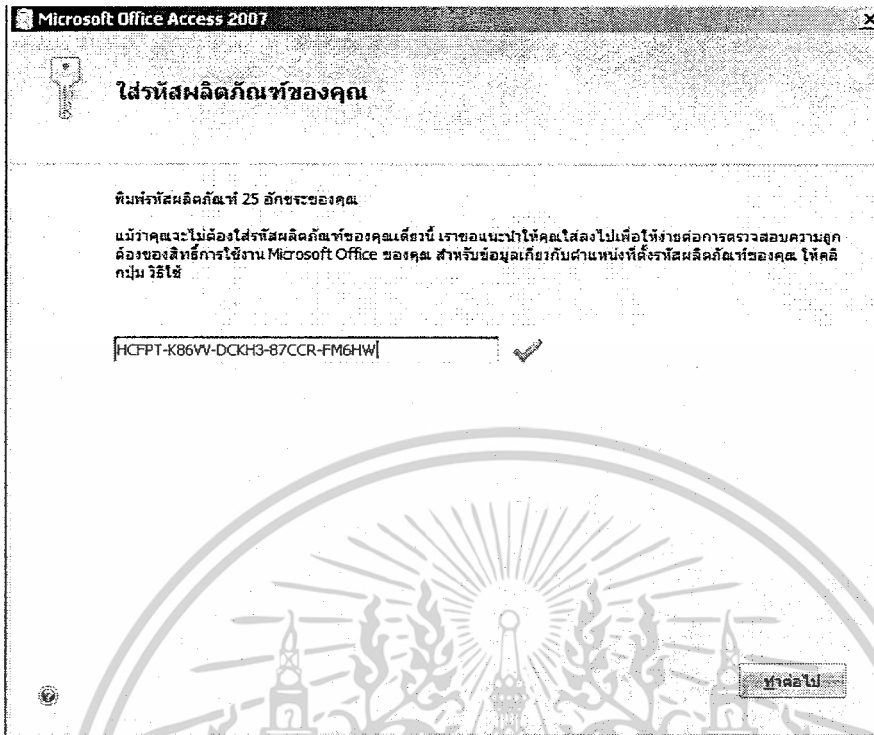 Microsoft Office Access 2007
ใส่รหัสผลิตภัณฑ์ของคุณ
พิมพ์รหัสผลิตภัณฑ์ 25 อักขระของคุณ
แม้ว่าคุณจะไม่ต้องใส่รหัสผลิตภัณฑ์ของคุณเดี๋ยวนี้ เราขอแนะนำให้คุณใส่ลงไปเพื่อให้ง่ายต่อการตรวจสอบความถูก
ต้องของสิทธิ์การใช้งาน Microsoft Office ของคุณ สำหรับข้อมูลเกี่ยวกับตำแหน่งที่ตั้งรหัสผลิตภัณฑ์ของคุณ ให้คลิ
กปุ่ม วิธีใช้
HCFPT-K86VV-DCKH3-87CCR-FM6HW
ทำต่อไป